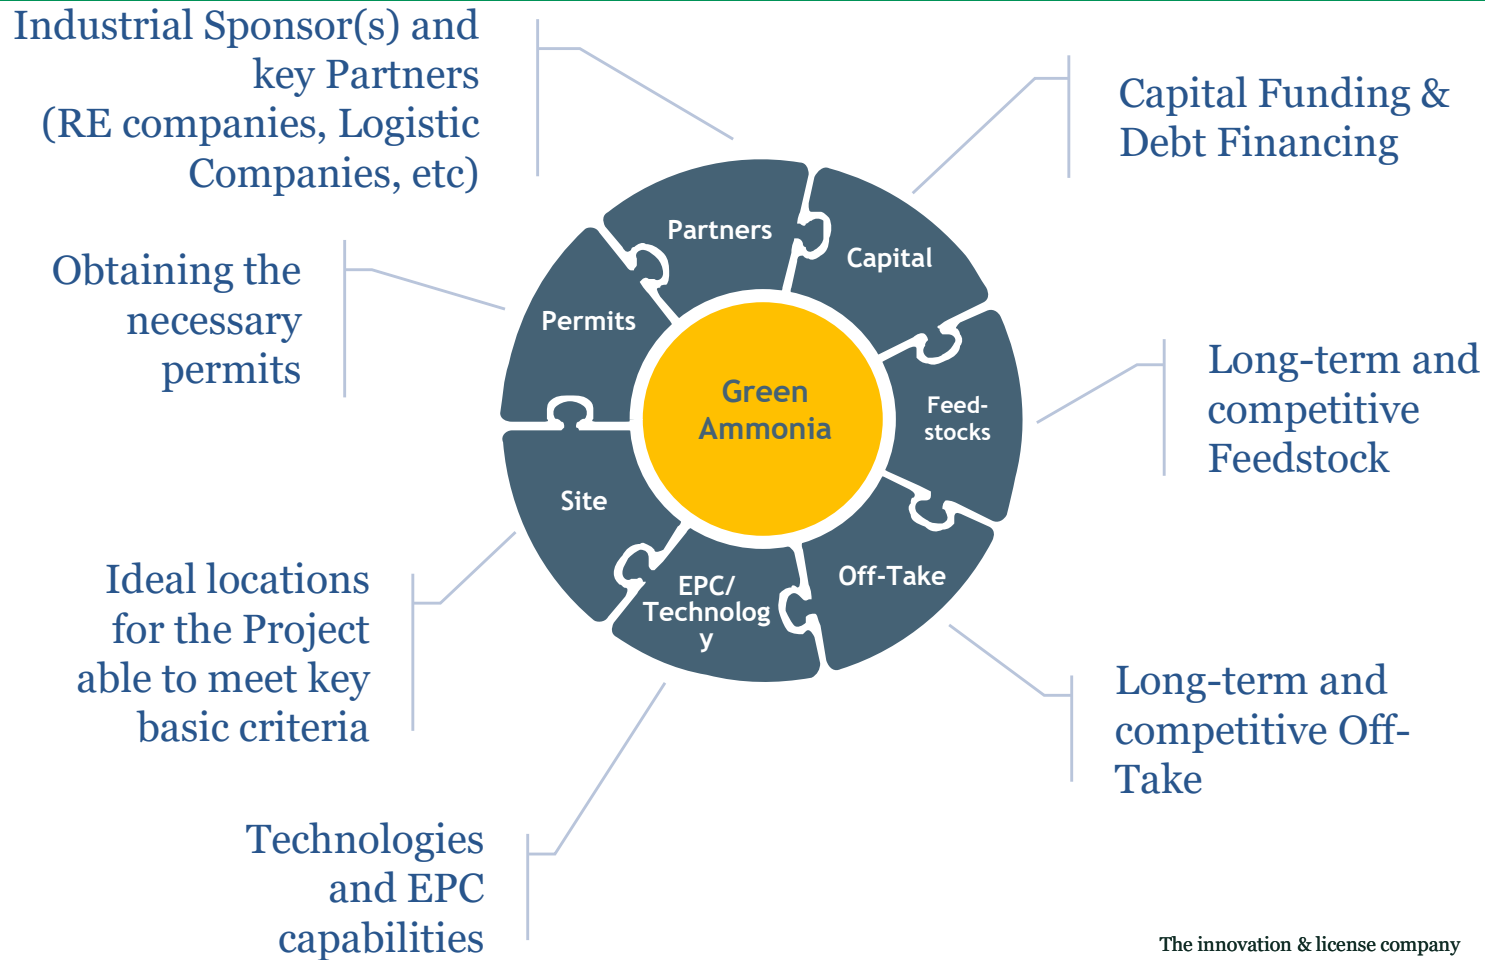 Industrial Sponsor(s) and
key Partners
(RE companies, Logistic
Companies, etc)
Capital Funding &
Debt Financing
Partners
Capital
Obtaining the
necessary
permits
Permits
Long-term and
competitive
Feedstock
Feed-
stocks
Green
Ammonia
Site
Off-Take
EPC/
Technolog
y
Ideal locations
for the Project
able to meet key
basic criteria
Long-term and
competitive Off-
Take
Technologies
and EPC
capabilities
The innovation & license company